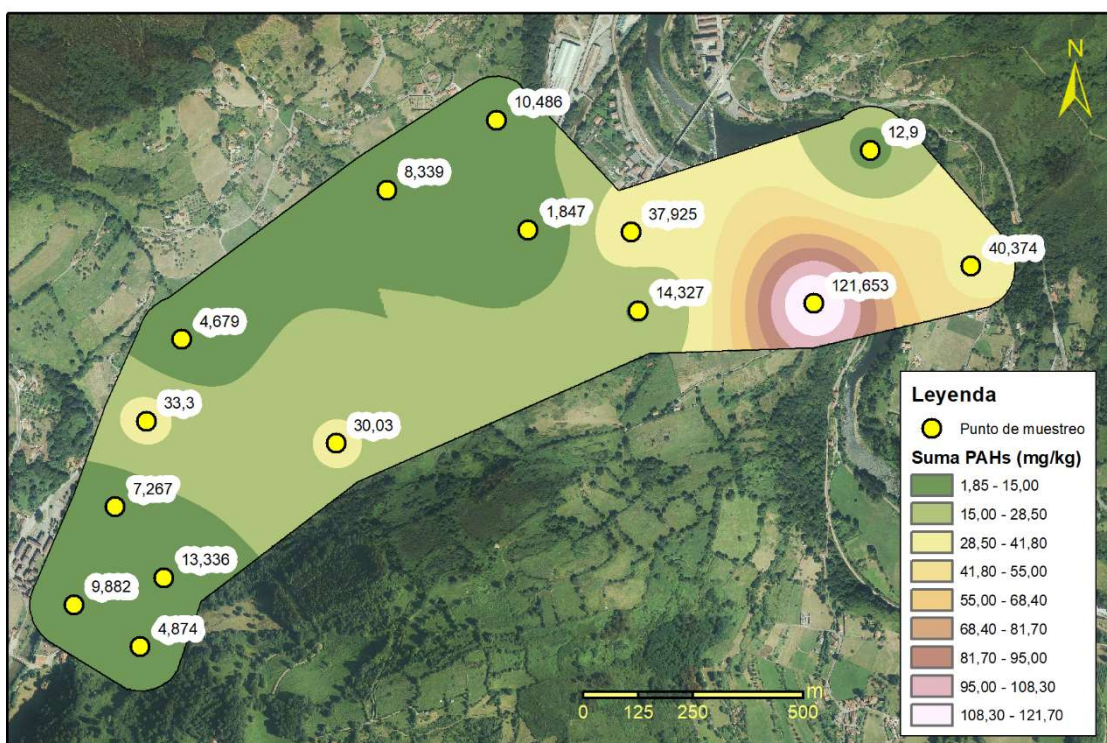 N
10,486
12,9
8,339
1,847
37,925
40,374
14,327
121,653
4,679
33,3
30,03
7,267
13,336
9,882
4,874
Leyenda
Punto de muestreo
Suma PAHs (mg/kg)
1,85 - 15,00
15,00 - 28,50
28,50 - 41,80
41,80 - 55,00
55,00 - 68,40
68,40 - 81,70
81,70 - 95,00
95,00 - 108,30
108,30 - 121,70
m
0 125 250 500